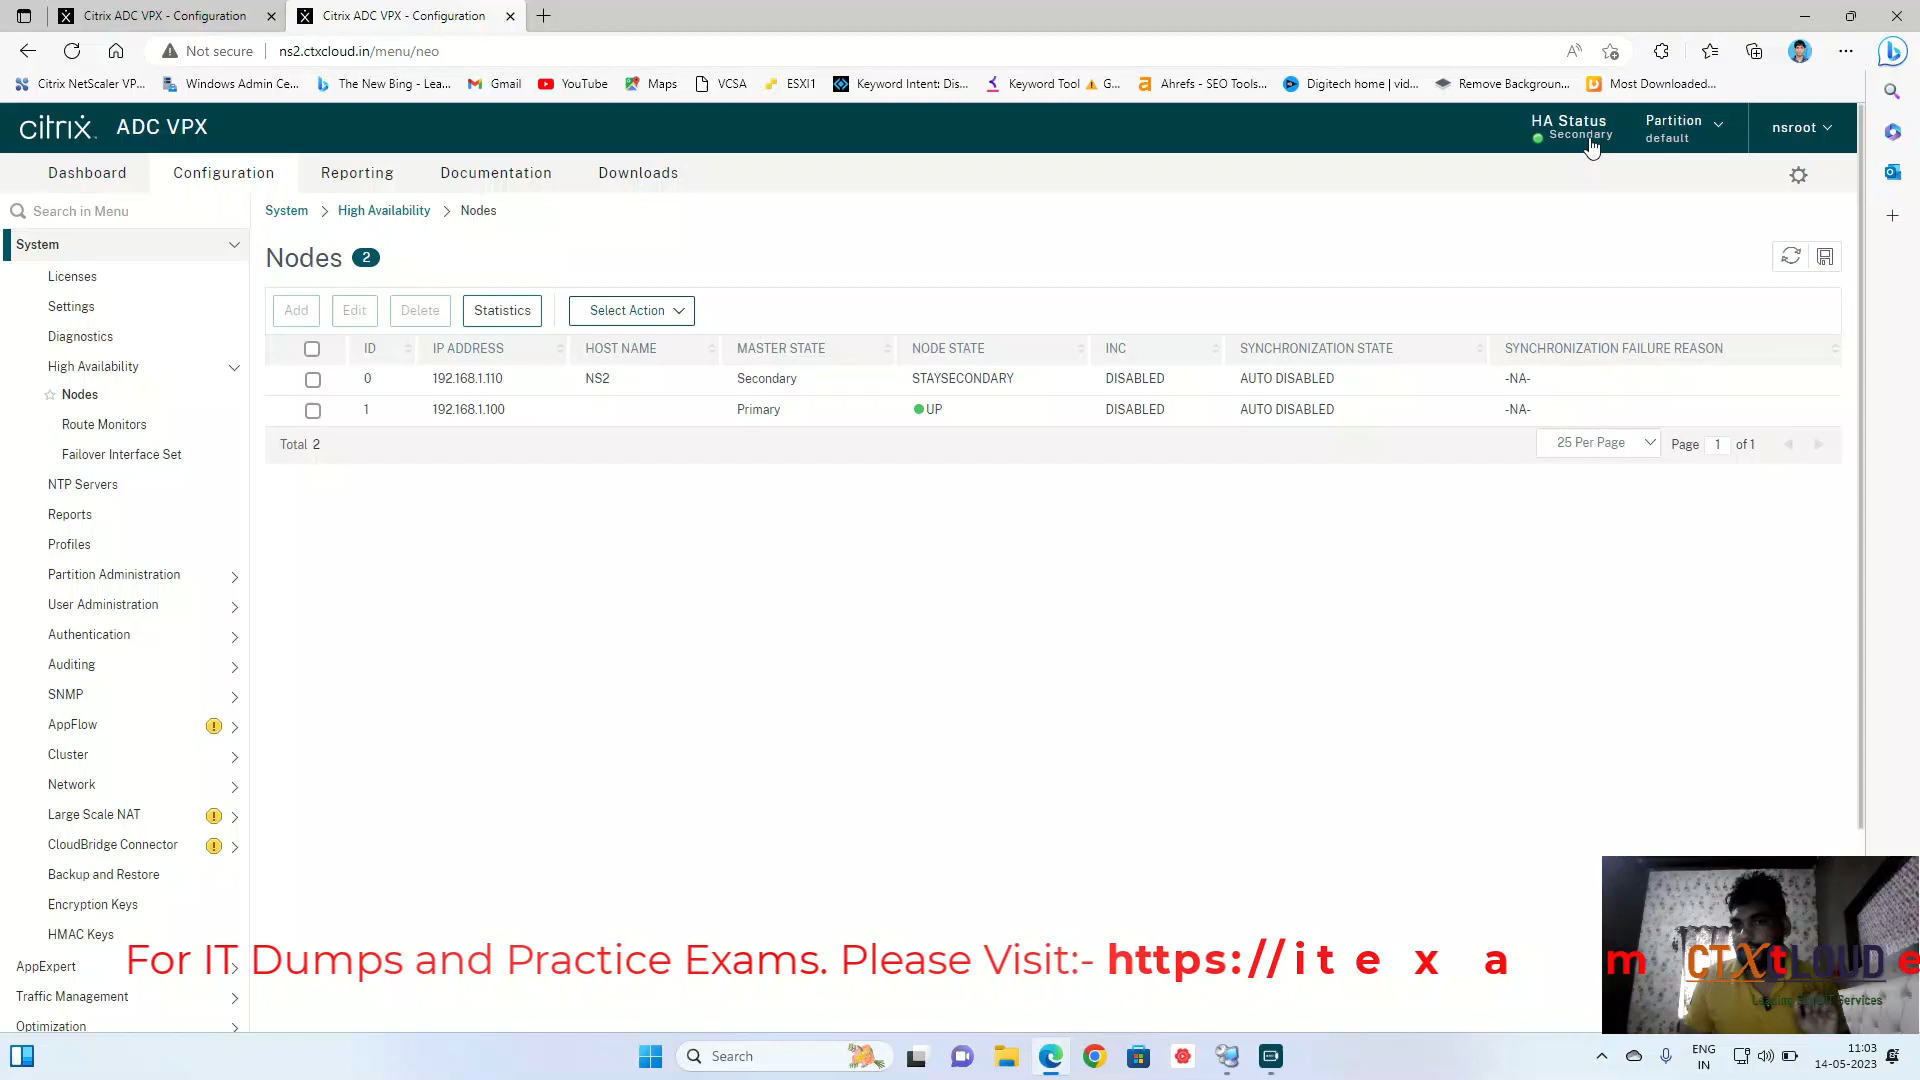 Citrix ADC VPX - Configuration
Citrix ADC VPX - Configuration
Not secure
ns2.ctxcloud.in/menu/neo
Citrix NetScaler VP...
Windows Admin Ce...
The New Bing - Lea...
Gmail
YouTube
Maps
VCSA
ESXI1
Keyword Intent: Dis...
Keyword Tool ⚠ G...
Ahrefs - SEO Tools...
Digitech home | vid...
Remove Backgroun...
Most Downloaded...
citrix ADC VPX
HA Status
Secondary
Partition
default
nsroot
Dashboard
Configuration
Reporting
Documentation
Downloads
Search in Menu
System
Licenses
Settings
Diagnostics
High Availability
Nodes
Route Monitors
Failover Interface Set
NTP Servers
Reports
Profiles
Partition Administration
User Administration
Authentication
Auditing
SNMP
AppFlow
Cluster
Network
Large Scale NAT
CloudBridge Connector
Backup and Restore
Encryption Keys
HMAC Keys
AppExpert
Traffic Management
Optimization
System > High Availability > Nodes
Nodes 2
Add Edit Delete Statistics Select Action
ID IP ADDRESS HOST NAME MASTER STATE NODE STATE INC SYNCHRONIZATION STATE SYNCHRONIZATION FAILURE REASON
0 192.168.1.110 NS2 Secondary STAYSECONDARY DISABLED AUTO DISABLED -NA-
1 192.168.1.100 Primary UP DISABLED AUTO DISABLED -NA-
Total 2
25 Per Page Page 1 of 1
For IT Dumps and Practice Exams. Please Visit:- https://itexam t e
CTXCLOUD
Search
ENG
IN
11:03
14-05-2023